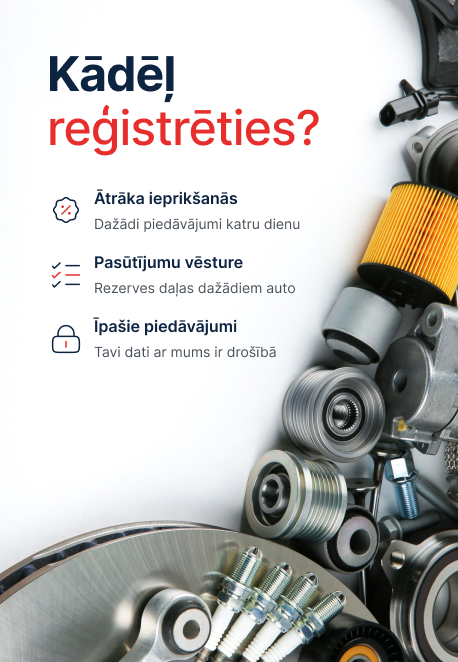 Kādēļ
reģistrēties?
Ātrāka ieprikšanās
Dažādi piedāvājumi katru dienu
Pasūtījumu vēsture
Rezerves daļas dažādiem auto
Īpašie piedāvājumi
Tavi dati ar mums ir drošībā